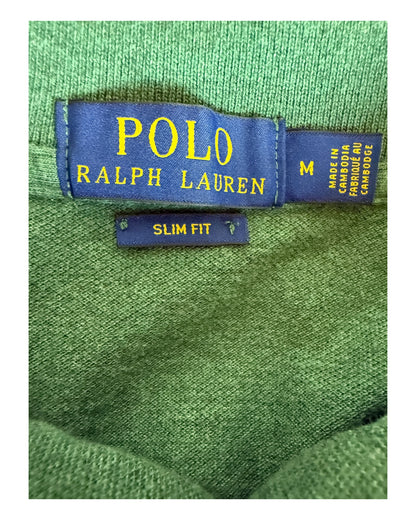 POLO
RALPH LAUREN
M
MADE IN
CAMBODIA
FABRIQUÉ AU
CAMBODGE
SLIM FIT